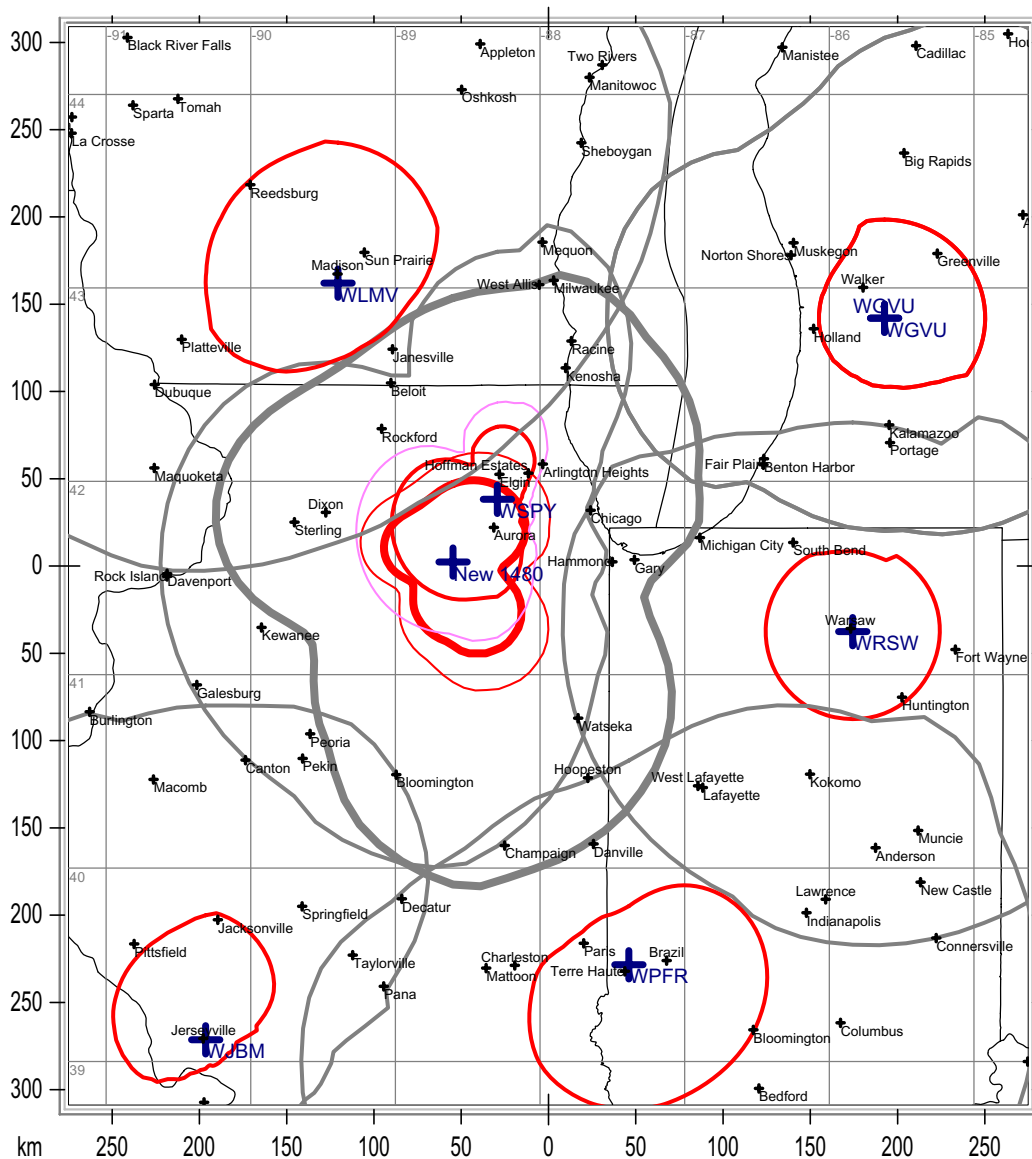 -91 -90 -89 -88 -87 -86 -85
300 Black River Falls Appleton Two Rivers Manistee Cadillac
Manitowoc
Oshkosh
44
Sparta Tomah
250
La Crosse
Sheboygan
Big Rapids
200 Reedsburg
Mequon Muskegon
Norton Shores Greenville
Madison Sun Prairie
WLMV
West Allis Milwaukee Walker
43
150
WGVU
WGVU
Platteville Janesville Racine Holland
Kenosha
100 Dubuque Beloit
Rockford Kalamazoo
Portage
Maquoketa Hoffman Estates Arlington Heights Fair Plain Benton Harbor
50
Elgin
42
WSPY
Dixon Chicago
Sterling Aurora
Michigan City South Bend
0 Rock Island Davenport New 1480 Hammond Gary
Kewanee Warsaw
WRSW
50 Fort Wayne
41
Galesburg Huntington
Burlington Watseka
Peoria
100
Canton Pekin Bloomington Hoopeston West Lafayette Kokomo
Macomb Lafayette
150 Muncie
Champaign Danville Anderson
40
Decatur Lawrence New Castle
200 Springfield Indianapolis
Jacksonville
Pittsfield Connersville
Taylorville Charleston Paris Brazil
Mattoon Terre Haute WPFR
Pana
250
Jerseyville Bloomington Columbus
WJBM
39
300 Bedford
km 250 200 150 100 50 0 50 100 150 200 250